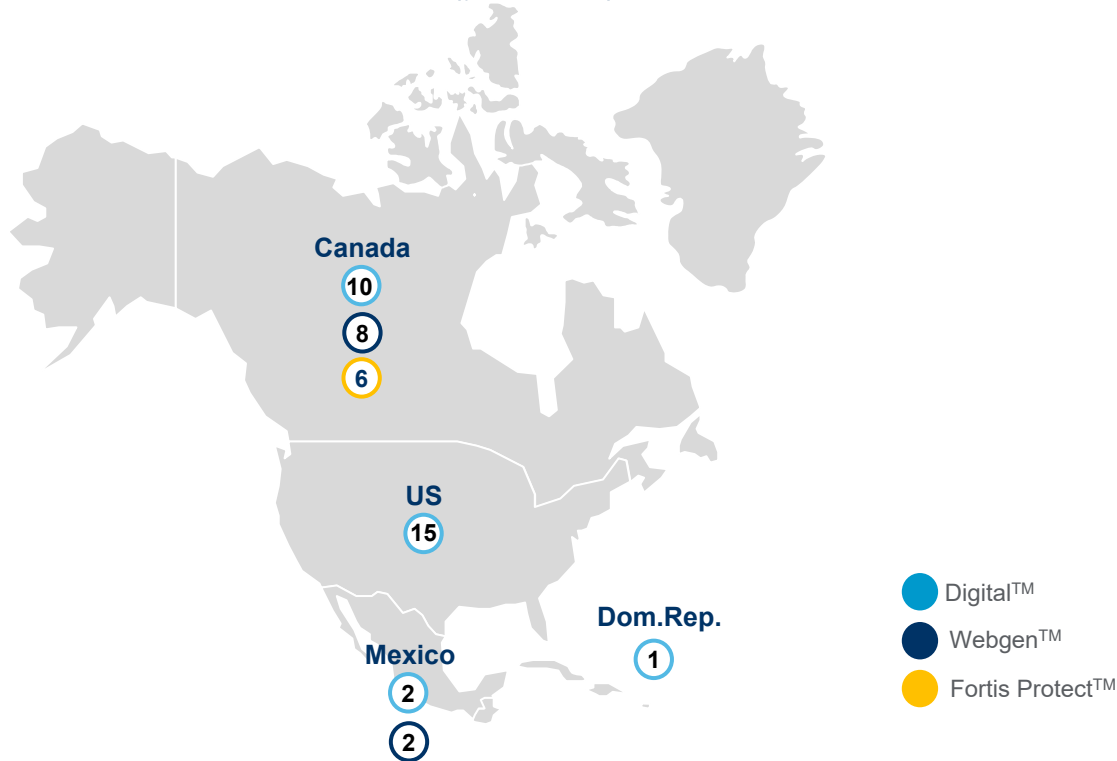 Canada
10
8
6
US
15
Dom.Rep.
1
Mexico
2
2
Digital™
Webgen™
Fortis Protect™